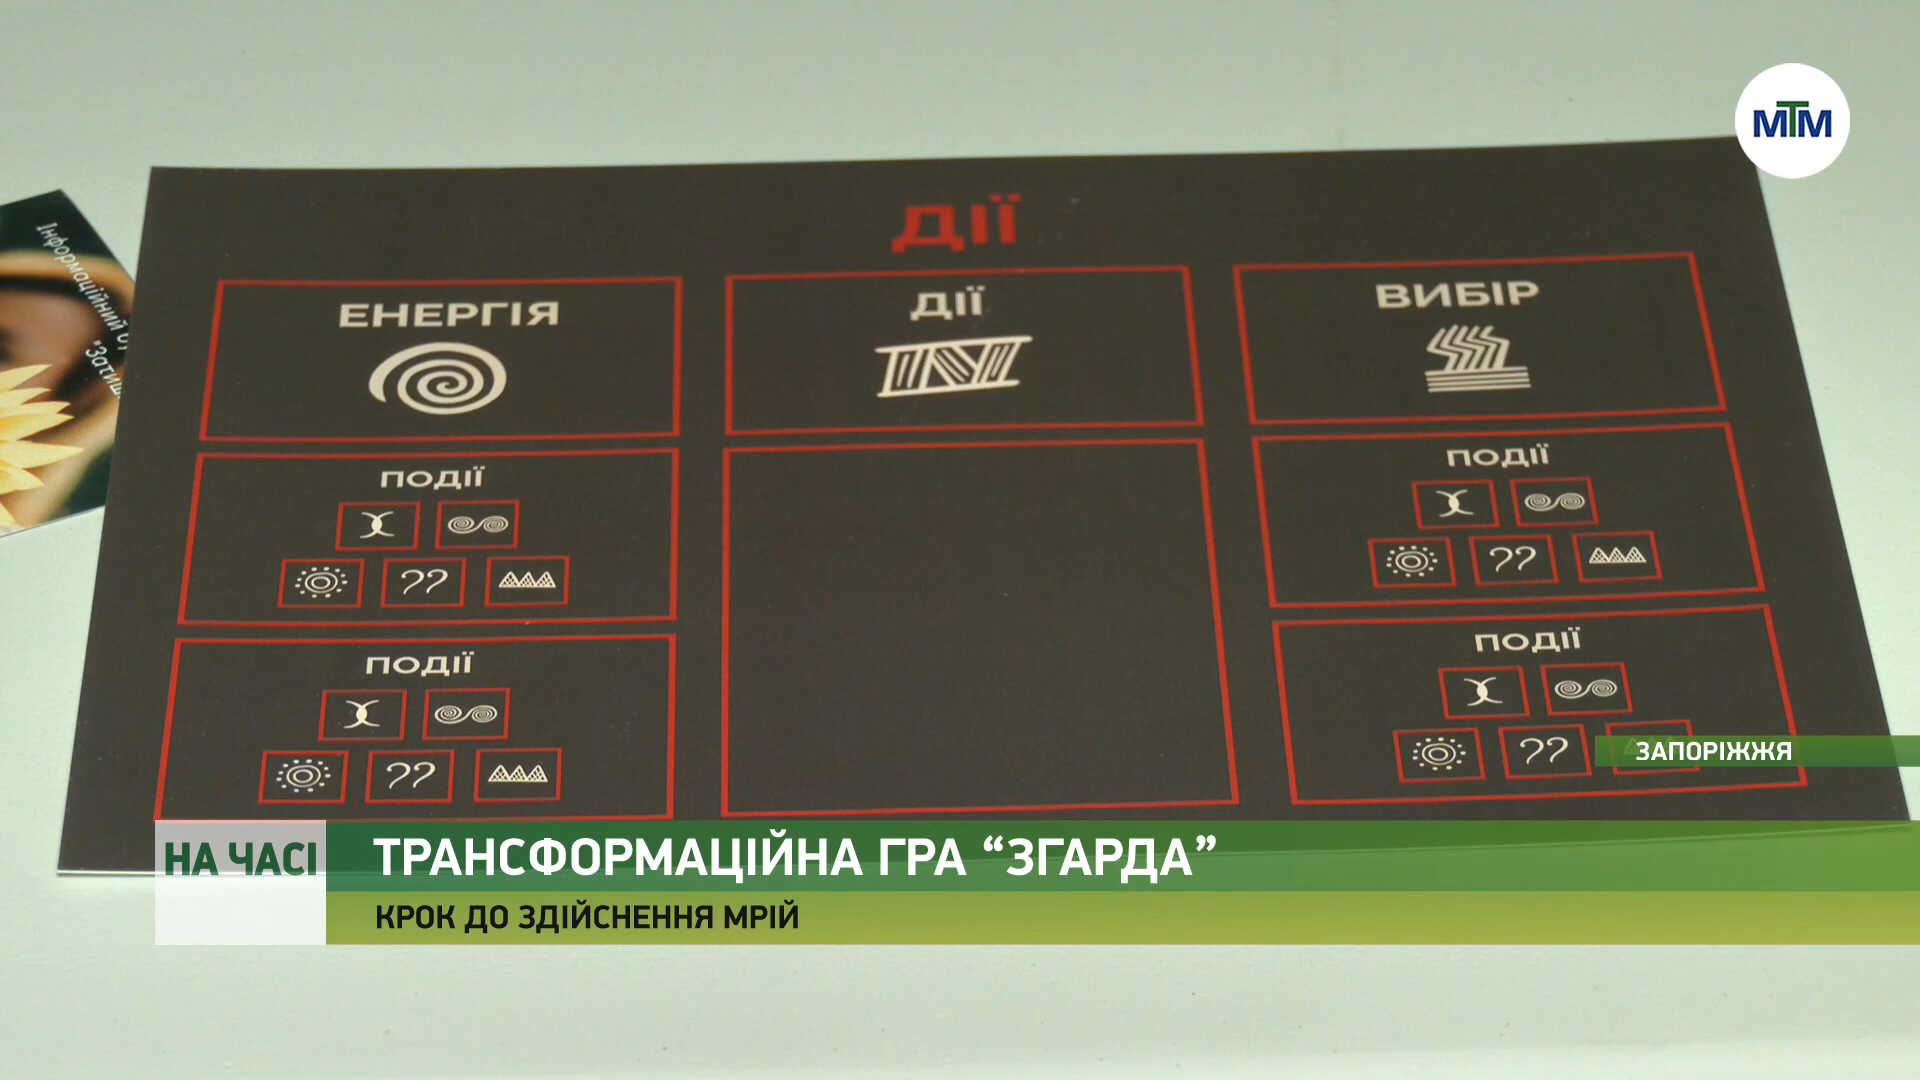 МТМ
Інформаційний
ДІЇ
ЕНЕРГІЯ
ДІЇ
ВИБІР
ПОДІЇ
ПОДІЇ
ПОДІЇ
ПОДІЇ
ЗАПОРІЖЖЯ
НА ЧАСІ
ТРАНСФОРМАЦІЙНА ГРА “ЗГАРДА”
КРОК ДО ЗДІЙСНЕННЯ МРІЙ